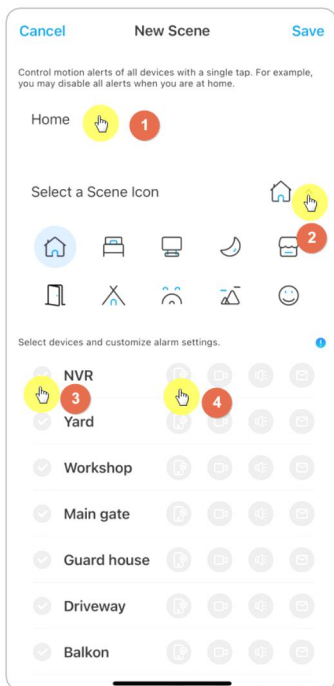 Cancel New Scene Save
Control motion alerts of all devices with a single tap. For example,
you may disable all alerts when you are at home.
Home 1
Select a Scene Icon
2
Select devices and customize alarm settings. !
NVR
3 4
Yard
Workshop
Main gate
Guard house
Driveway
Balkon